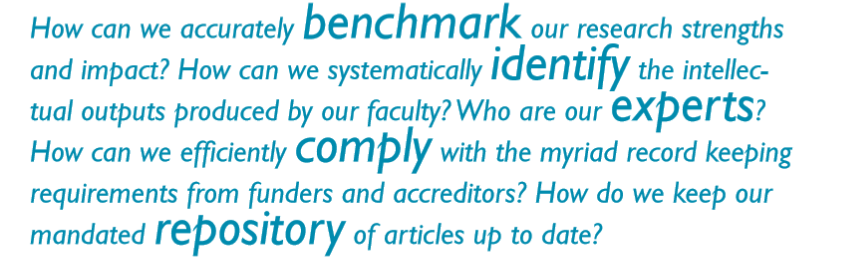 How can we accurately benchmark our research strengths
and impact? How can we systematically identify the intellec-
tual outputs produced by our faculty? Who are our experts?
How can we efficiently comply with the myriad record keeping
requirements from funders and accreditors? How do we keep our
mandated repository of articles up to date?